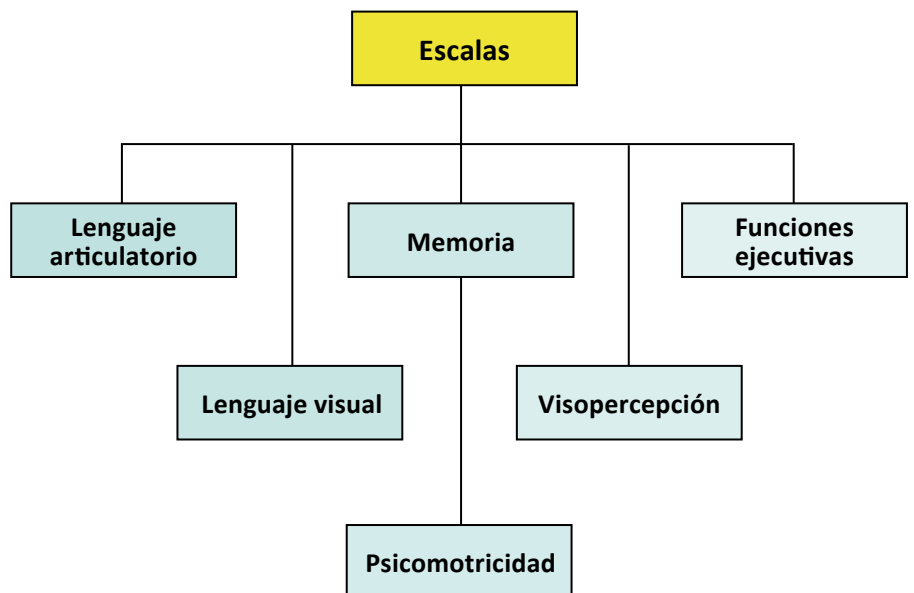 Escalas
Lenguaje
articulatorio
Memoria
Funciones
ejecutivas
Lenguaje visual
Visopercepción
Psicomotricidad